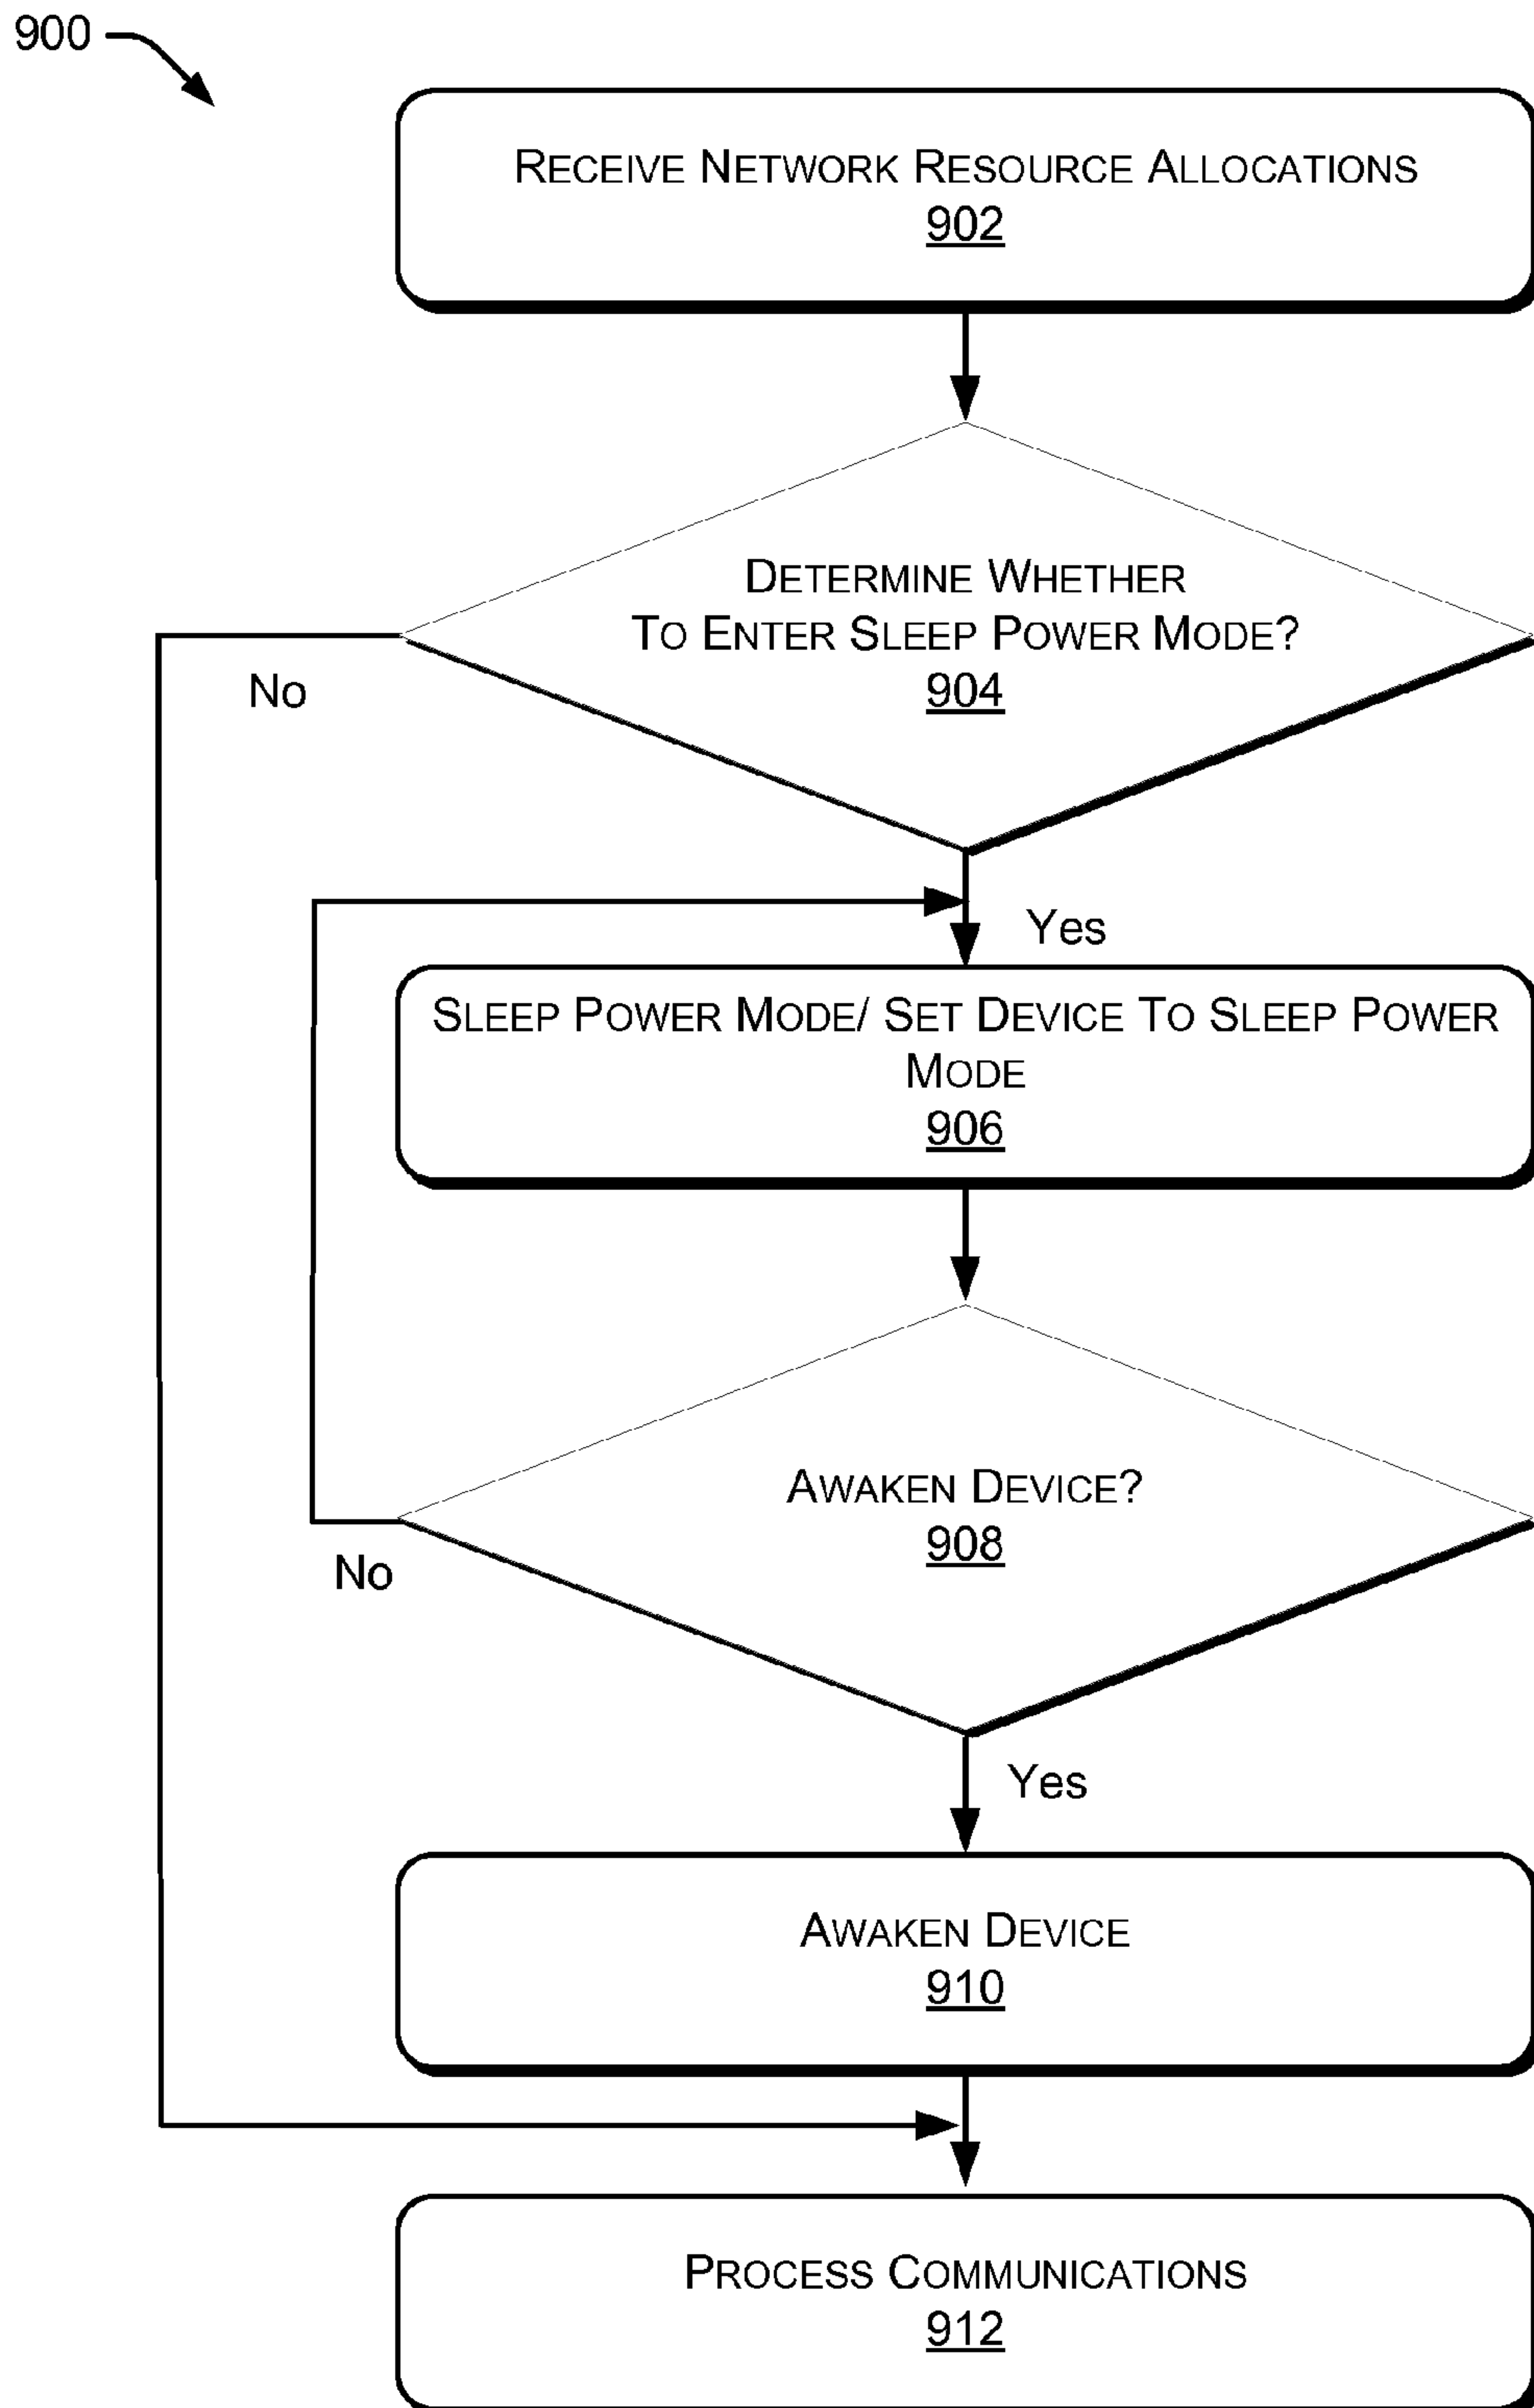 900
RECEIVE NETWORK RESOURCE ALLOCATIONS
902
DETERMINE WHETHER
TO ENTER SLEEP POWER MODE?
904
No
Yes
SLEEP POWER MODE/ SET DEVICE TO SLEEP POWER
MODE
906
AWAKEN DEVICE?
908
No
Yes
AWAKEN DEVICE
910
PROCESS COMMUNICATIONS
912